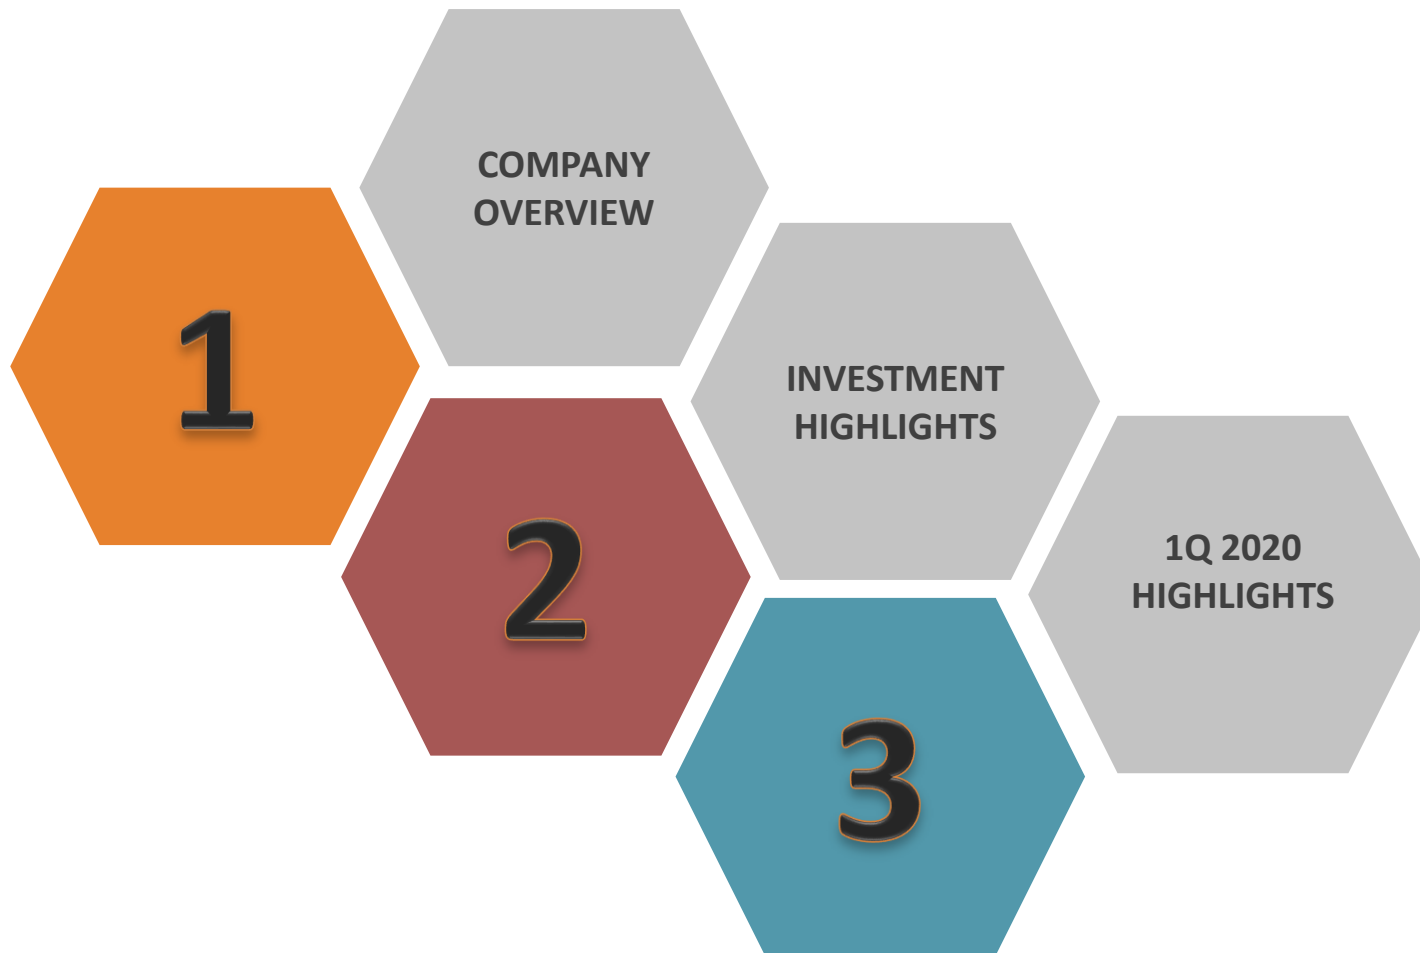 1
COMPANY
OVERVIEW
2
INVESTMENT
HIGHLIGHTS
3
1Q 2020
HIGHLIGHTS